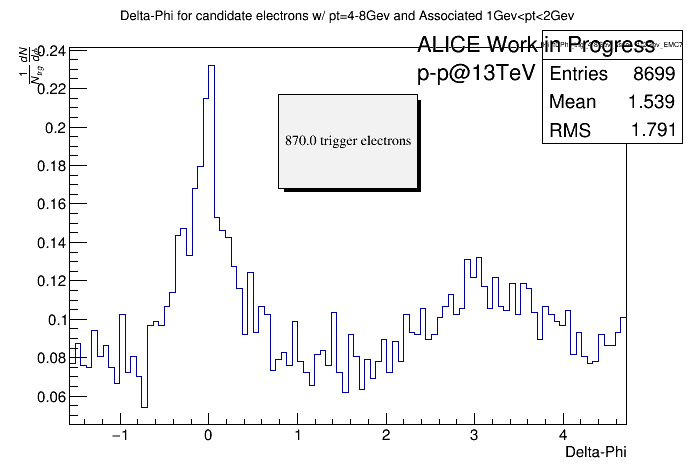 Delta-Phi for candidate electrons w/ pt=4-8Gev and Associated 1Gev<pt<2Gev
ALICE Work in Progress
p-p@13TeV
Entries 8699
Mean 1.539
RMS 1.791
870.0 trigger electrons
0.24
0.22
0.2
0.18
0.16
0.14
0.12
0.1
0.08
0.06
−1 0 1 2 3 4
Delta-Phi